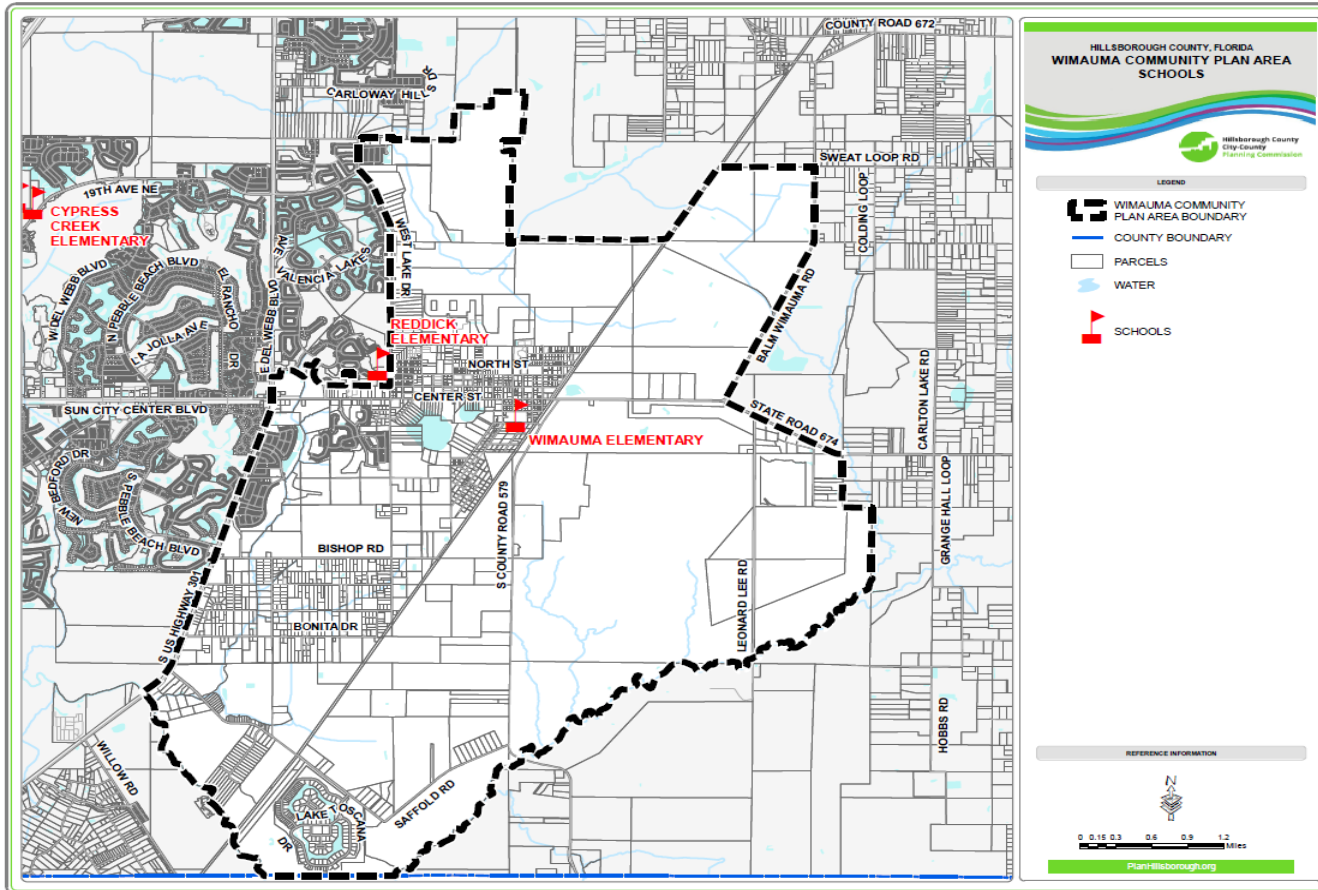 COUNTY ROAD 672
CARLOWAY HILLS DR
SWEAT LOOP RD
19TH AVE NE
CYPRESS
CREEK
ELEMENTARY
WEST LAKE DR
COLDING LOOP
AVE
VALENCIA LAKES
N PEBBLE BEACH BLVD
EL RANCHO DR
W DEL WEBB BLVD
E DEL WEBB BLVD
LA JOLLA AVE
BALM WIMAUMA RD
REDDICK
ELEMENTARY
NORTH ST
CENTER ST
CARLTON LAKE RD
SUN CITY CENTER BLVD
STATE ROAD 674
WIMAUMA ELEMENTARY
NEW BEDFORD DR
S PEBBLE BEACH BLVD
S COUNTY ROAD 579
GRANGE HALL LOOP
BISHOP RD
LEONARD LEE RD
S US HIGHWAY 301
BONITA DR
HOBBS RD
WILLOW RD
LAKE TOSCANA
DR
SAFFOLD RD
HILLSBOROUGH COUNTY, FLORIDA
WIMAUMA COMMUNITY PLAN AREA
SCHOOLS
Hillsborough County
City-County
Planning Commission
LEGEND
WIMAUMA COMMUNITY
PLAN AREA BOUNDARY
COUNTY BOUNDARY
PARCELS
WATER
SCHOOLS
REFERENCE INFORMATION
N
0 0.15 0.3 0.6 0.9 1.2
Miles
PlanHillsborough.org